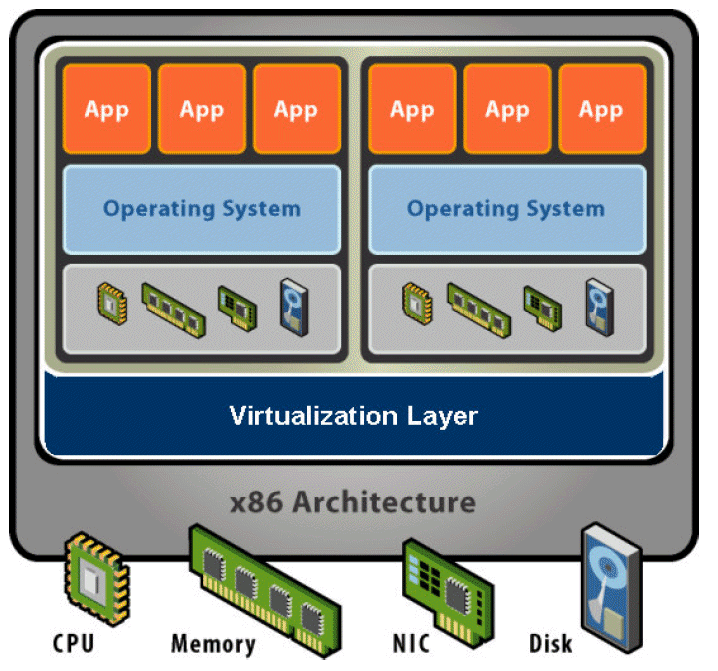 App App App App App App
Operating System Operating System
Virtualization Layer
x86 Architecture
CPU Memory NIC Disk